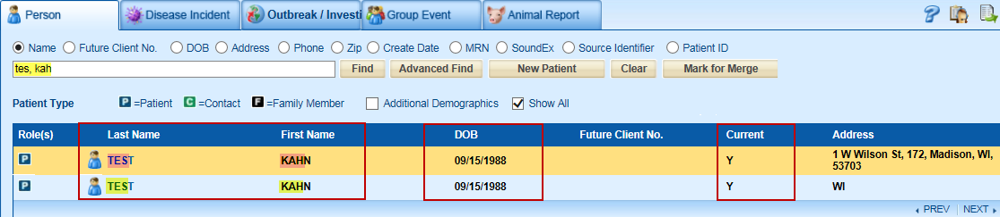 Person Disease Incident Outbreak / Investi Group Event Animal Report
Name Future Client No. DOB Address Phone Zip Create Date MRN SoundEx Source Identifier Patient ID
tes, kah Find Advanced Find New Patient Clear Mark for Merge
Patient Type P =Patient C =Contact F =Family Member Additional Demographics Show All
Role(s) Last Name First Name DOB Future Client No. Current Address
P TEST KAHN 09/15/1988 Y 1 W Wilson St, 172, Madison, WI, 53703
P TEST KAHN 09/15/1988 Y WI
PREV NEXT